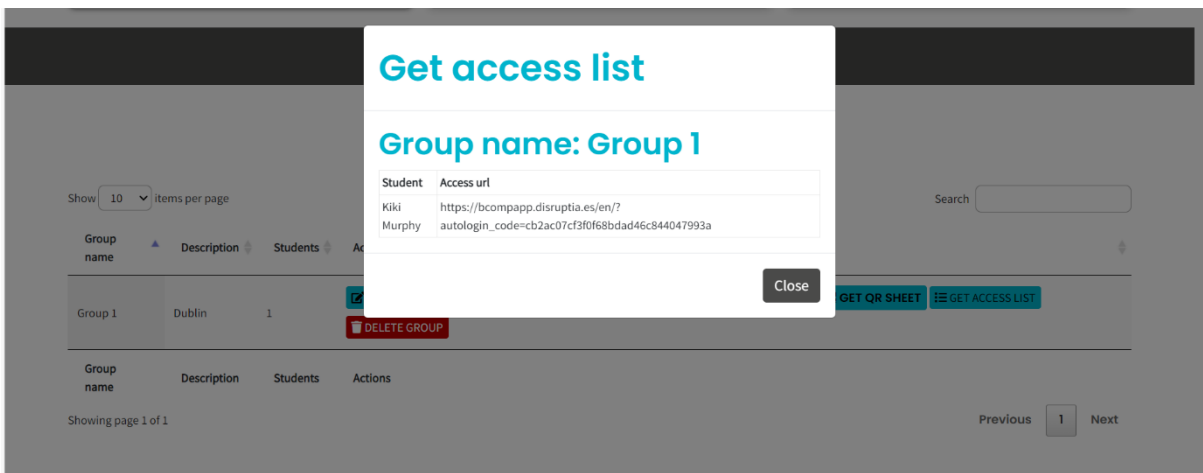 Get access list
Group name: Group 1
Student Access url
Kiki Murphy https://bcompapp.disruptia.es/en/?autologin_code=cb2ac07cf3f0f68bdad46c844047993a
Close
Show 10 items per page
Search
Group name Description Students
Group 1 Dublin 1
GET QR SHEET GET ACCESS LIST
DELETE GROUP
Group name Description Students Actions
Showing page 1 of 1
Previous 1 Next